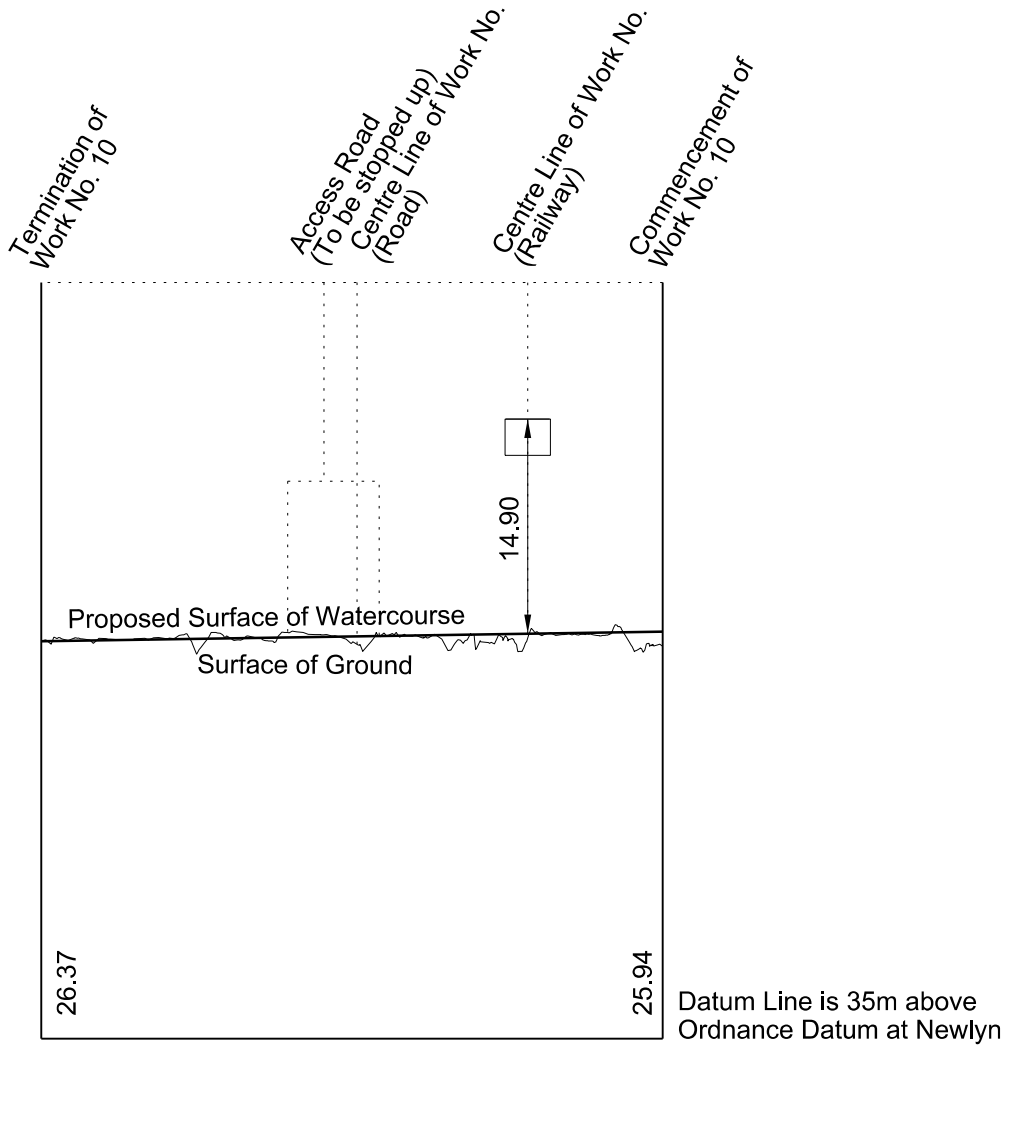 Termination of
Work No. 10
Access Road
(To be stopped up)
Centre Line of Work No.
(Road)
Centre Line of Work No.
(Railway)
Commencement of
Work No. 10
14.90
Proposed Surface of Watercourse
Surface of Ground
26.37
25.94
Datum Line is 35m above
Ordnance Datum at Newlyn